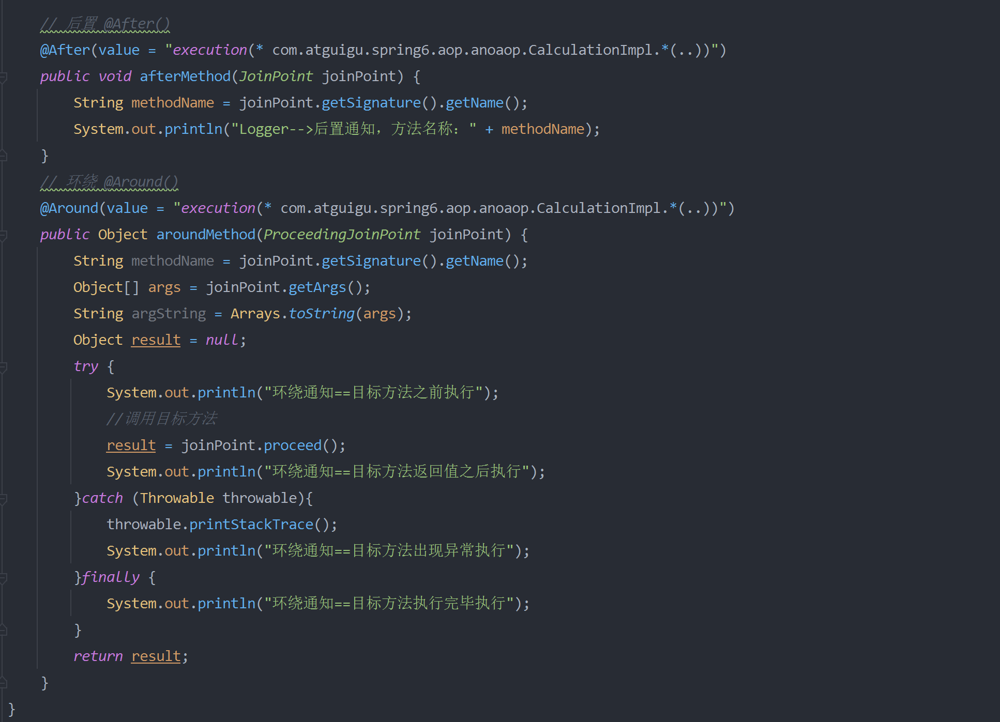 // 后置 @After()
@After(value = "execution(* com.atguigu.spring6.aop.anoaop.CalculationImpl.*(..))")
public void afterMethod(JoinPoint joinPoint) {
    String methodName = joinPoint.getSignature().getName();
    System.out.println("Logger-->后置通知，方法名称：" + methodName);
}
// 环绕 @Around()
@Around(value = "execution(* com.atguigu.spring6.aop.anoaop.CalculationImpl.*(..))")
public Object aroundMethod(ProceedingJoinPoint joinPoint) {
    String methodName = joinPoint.getSignature().getName();
    Object[] args = joinPoint.getArgs();
    String argString = Arrays.toString(args);
    Object result = null;
    try {
        System.out.println("环绕通知==目标方法之前执行");
        //调用目标方法
        result = joinPoint.proceed();
        System.out.println("环绕通知==目标方法返回值之后执行");
    }catch (Throwable throwable){
        throwable.printStackTrace();
        System.out.println("环绕通知==目标方法出现异常执行");
    }finally {
        System.out.println("环绕通知==目标方法执行完毕执行");
    }
    return result;
}
}